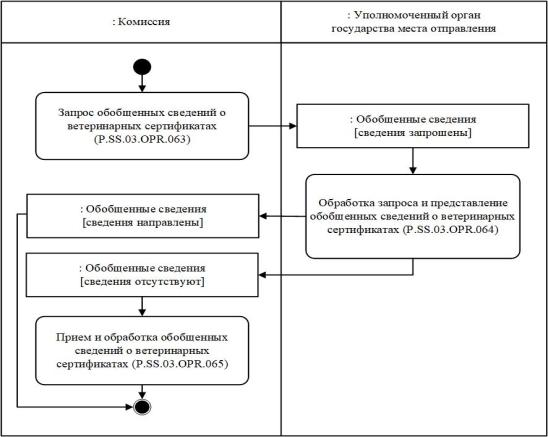 : Комиссия
: Уполномоченный орган
государства места отправления
Запрос обобщенных сведений о
ветеринарных сертификатах
(P.SS.03.OPR.063)
: Обобщенные сведения
[сведения запрошены]
Обработка запроса и представление
обобщенных сведений о ветеринарных
сертификатах (P.SS.03.OPR.064)
: Обобщенные сведения
[сведения направлены]
: Обобщенные сведения
[сведения отсутствуют]
Прием и обработка обобщенных
сведений о ветеринарных
сертификатах (P.SS.03.OPR.065)